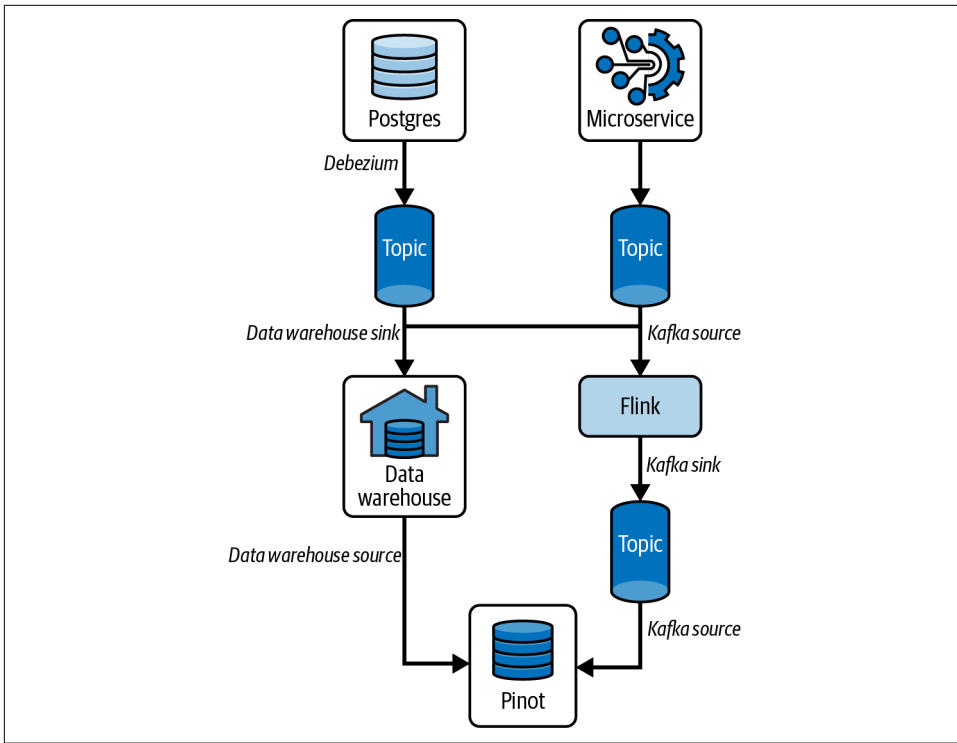 Postgres
Microservice
Debezium
Topic
Topic
Data warehouse sink
Kafka source
Flink
Data
warehouse
Kafka sink
Topic
Data warehouse source
Kafka source
Pinot